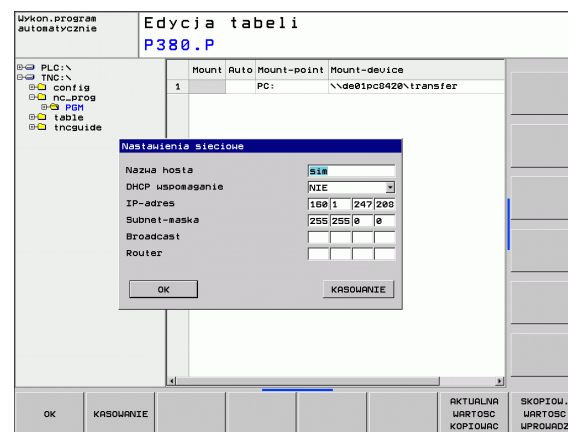 Wykon.program
automatycznie
Edycja tabeli
P380.P
PLC:\
TNC:\
config
nc_prog
PGM
table
tncguide
Mount Auto Mount-point Mount-device
1 PC: \\de01pc8420\transfer
Nastawienia sieciowe
Nazwa hosta sim
DHCP wspomaganie NIE
IP-adres 160 1 247 208
Subnet-maska 255 255 0 0
Broadcast
Router
OK KASOWANIE
OK KASOWANIE
AKTUALNA
WARTOSC
KOPIOWAC
SKOPIOW.
WARTOSC
WPROWADZ